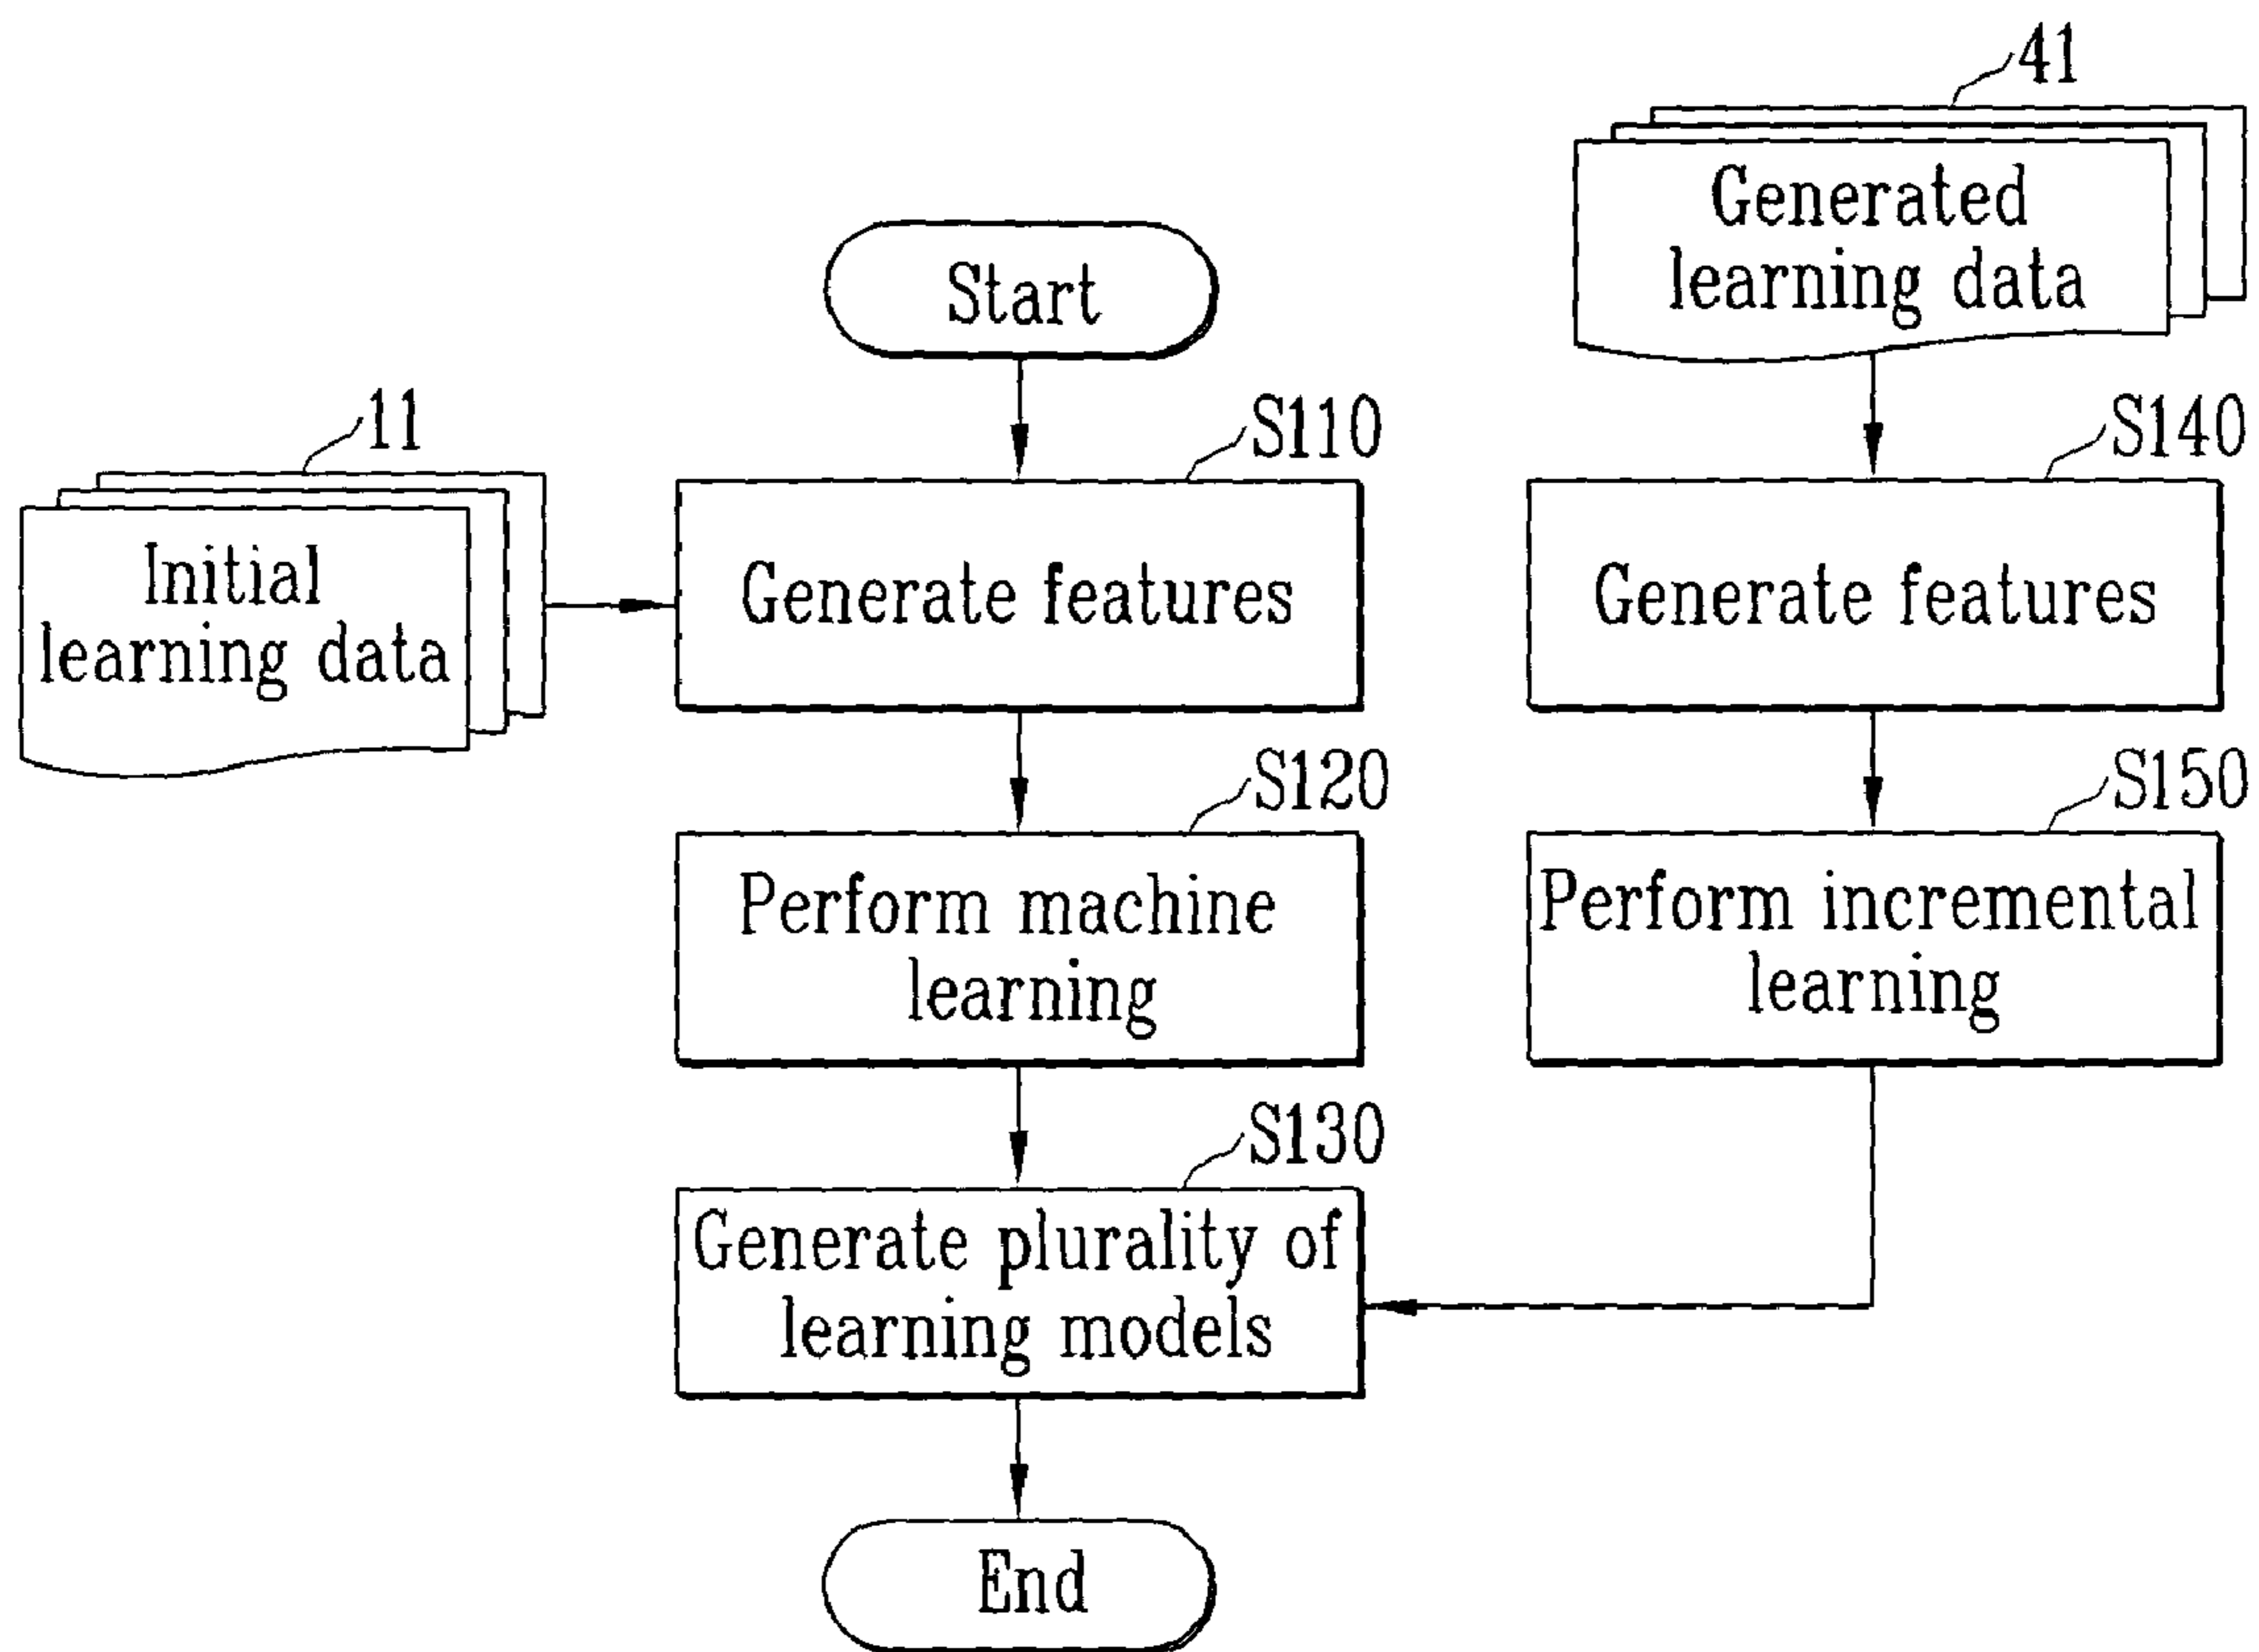 41
Generated
learning data
Start
11
S110
S140
Initial
learning data
Generate features
Generate features
S120
S150
Perform machine
learning
Perform incremental
learning
S130
Generate plurality of
learning models
End